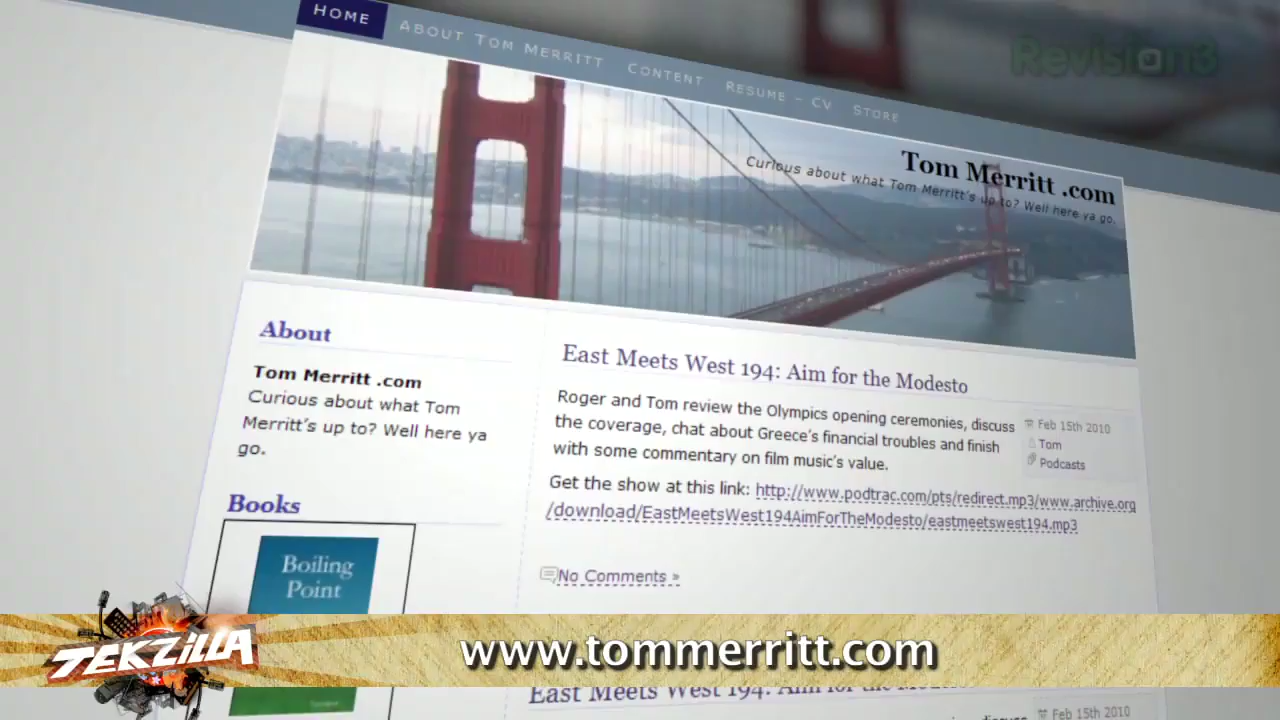 HOME
ABOUT TOM MERRITT
CONTENT
RESUME – CV
STORE
Revision3
Tom Merritt .com
Curious about what Tom Merritt's up to? Well here ya go.
About
Tom Merritt .com
Curious about what Tom
Merritt's up to? Well here ya
go.
Books
Boiling
Point
East Meets West 194: Aim for the Modesto
Roger and Tom review the Olympics opening ceremonies, discuss
the coverage, chat about Greece's financial troubles and finish
with some commentary on film music's value.
Feb 15th 2010
Tom
Podcasts
Get the show at this link: http://www.podtrac.com/pts/redirect.mp3/www.archive.org
/download/EastMeetsWest194AimForTheModesto/eastmeetswest194.mp3
No Comments »
TEKZILLA
www.tommerritt.com
East Meets West 194: Aim for the
Feb 15th 2010